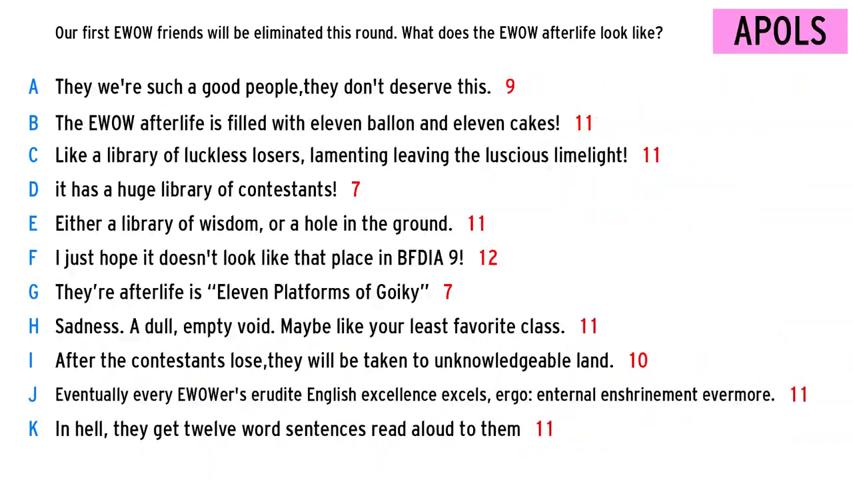 Our first EWOW friends will be eliminated this round. What does the EWOW afterlife look like?
APOLS
A They we're such a good people,they don't deserve this. 9
B The EWOW afterlife is filled with eleven ballon and eleven cakes! 11
C Like a library of luckless losers, lamenting leaving the luscious limelight! 11
D it has a huge library of contestants! 7
E Either a library of wisdom, or a hole in the ground. 11
F I just hope it doesn't look like that place in BFDIA 9! 12
G They’re afterlife is “Eleven Platforms of Goiky” 7
H Sadness. A dull, empty void. Maybe like your least favorite class. 11
I After the contestants lose,they will be taken to unknowledgeable land. 10
J Eventually every EWOWer's erudite English excellence excels, ergo: enternal enshrinement evermore. 11
K In hell, they get twelve word sentences read aloud to them 11